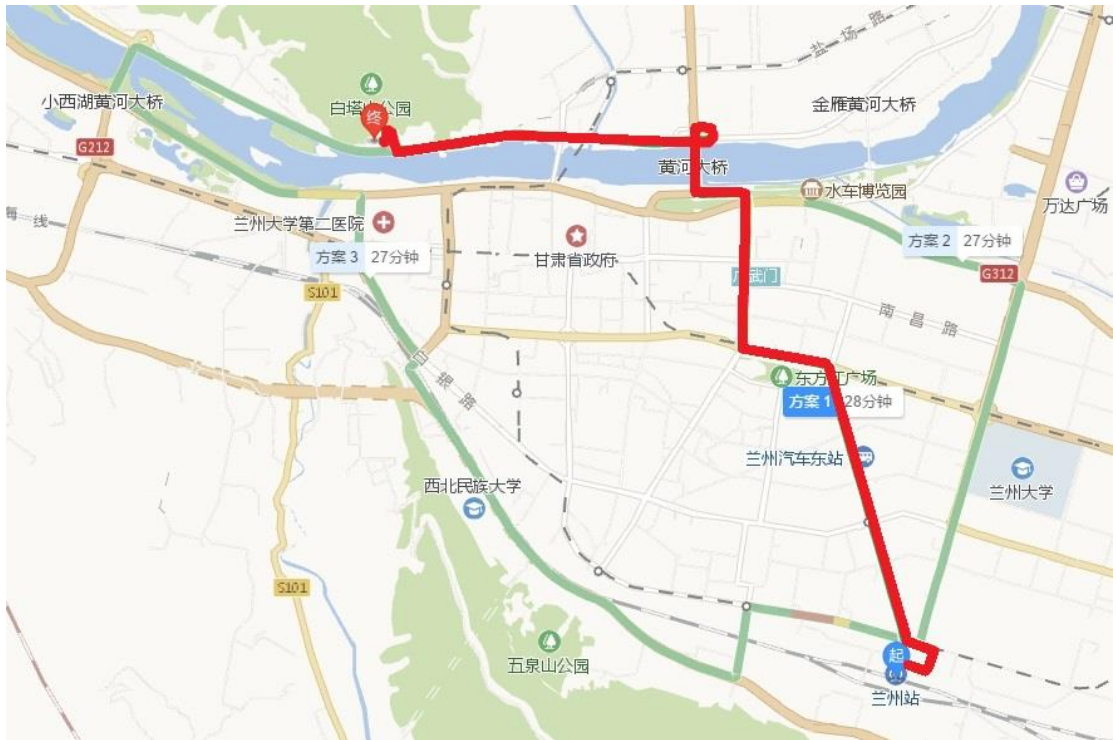 盐场路
小西湖黄河大桥
白塔山公园
终
金雁黄河大桥
G212
黄河大桥
水车博览园
万达广场
海线
兰州大学第二医院
甘肃省政府
方案 3 27分钟
方案 2 27分钟
G312
广武门
S101
南昌路
白银路
东方红广场
方案 1 28分钟
兰州汽车东站
西北民族大学
兰州大学
S101
五泉山公园
起
兰州站